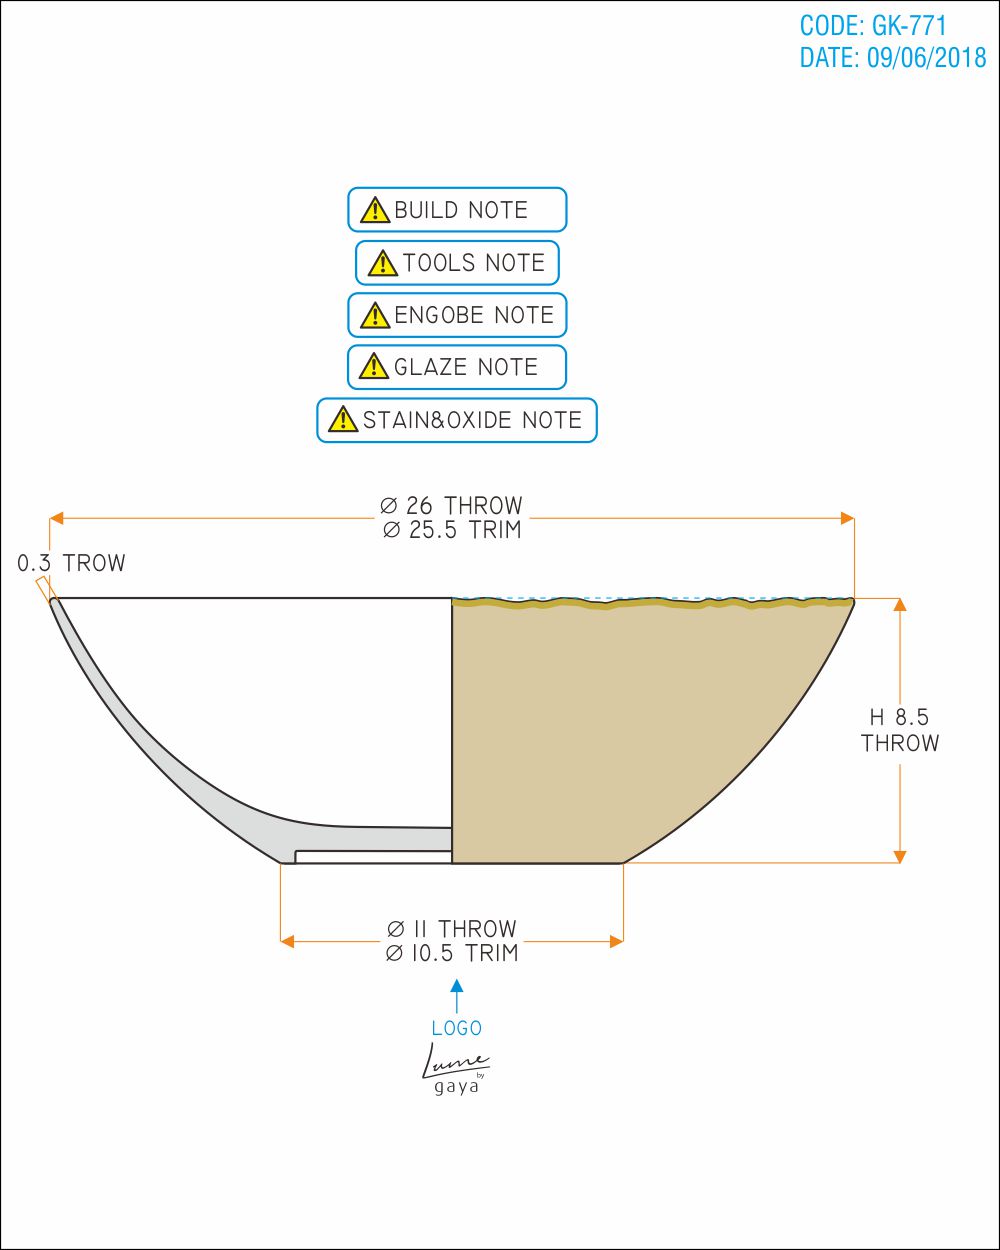 CODE: GK-771
DATE: 09/06/2018
BUILD NOTE
TOOLS NOTE
ENGOBE NOTE
GLAZE NOTE
STAIN&OXIDE NOTE
Ø 26 THROW
Ø 25.5 TRIM
0.3 TROW
H 8.5
THROW
Ø 11 THROW
Ø 10.5 TRIM
LOGO
Lume
by
gaya